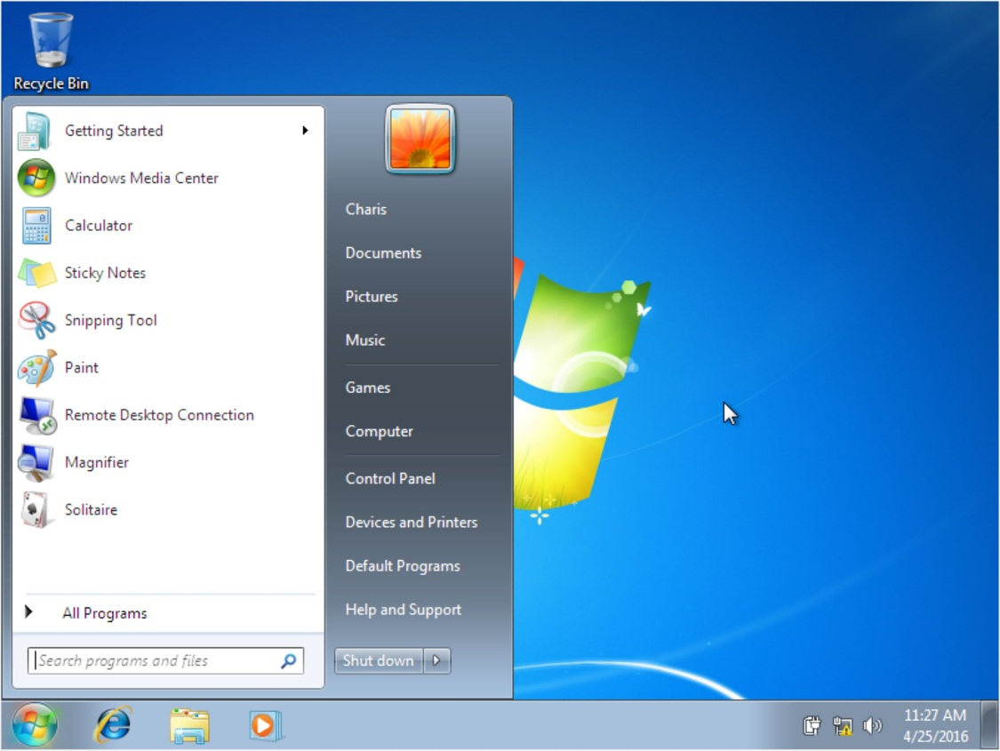 Recycle Bin
Getting Started
Windows Media Center
Calculator
Sticky Notes
Snipping Tool
Paint
Remote Desktop Connection
Magnifier
Solitaire
All Programs
Search programs and files
Charis
Documents
Pictures
Music
Games
Computer
Control Panel
Devices and Printers
Default Programs
Help and Support
Shut down
11:27 AM
4/25/2016